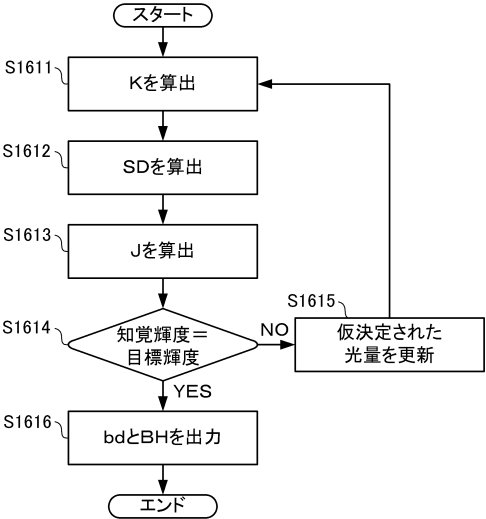 スタート
S1611
Kを算出
S1612
SDを算出
S1613
Jを算出
S1614
知覚輝度＝
目標輝度
NO
S1615
仮決定された
光量を更新
YES
S1616
bdとBHを出力
エンド